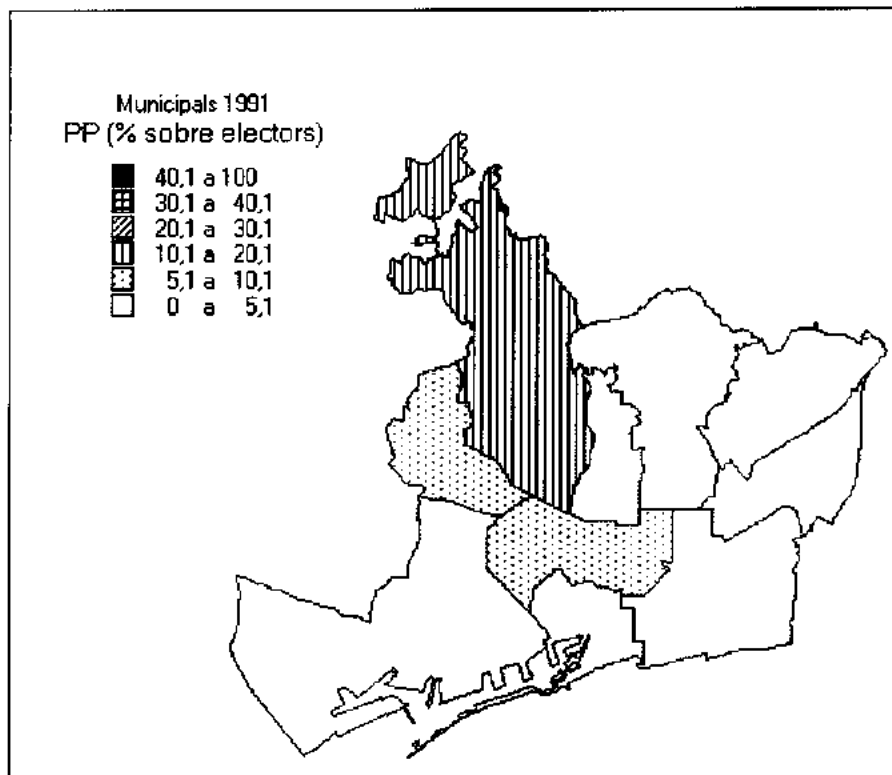 Municipals 1991
PP (% sobre electors)
40,1 a 100
30,1 a 40,1
20,1 a 30,1
10,1 a 20,1
5,1 a 10,1
0 a 5,1